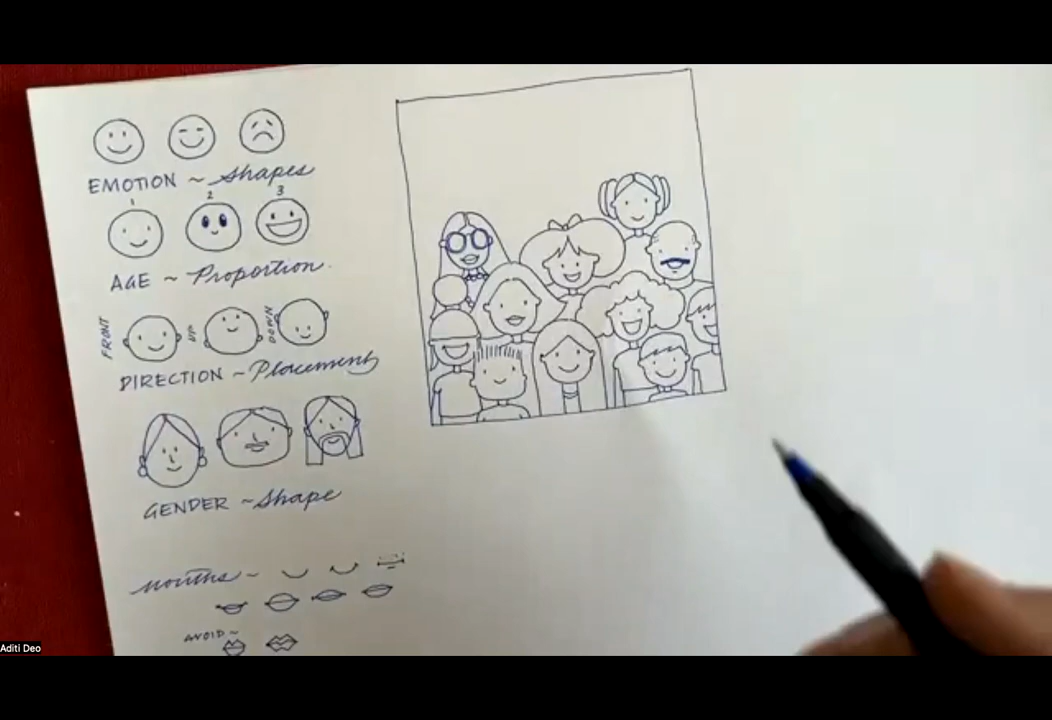 EMOTION ~ shapes
1 2 3
AGE ~ Proportion.
FRONT UP DOWN
DIRECTION ~ Placement
GENDER ~ Shape
mouths ~
AVOID ~
Aditi Deo